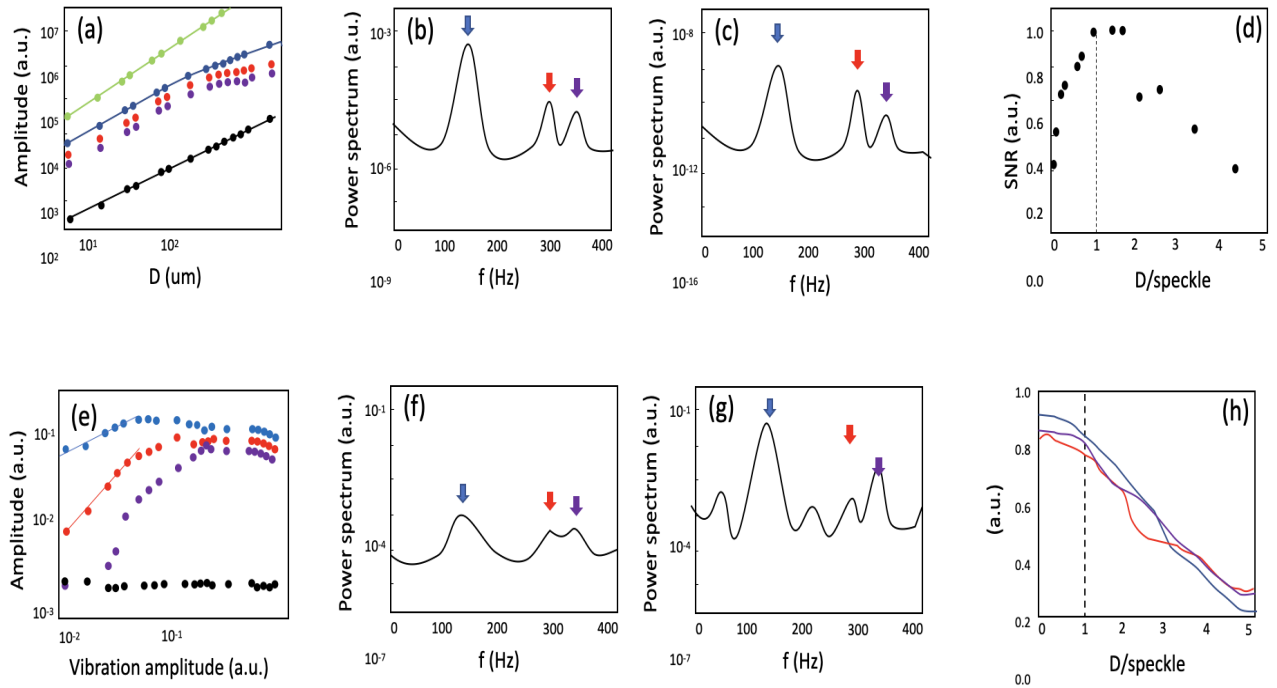 (a)
Amplitude (a.u.)
10⁷
10⁶
10⁵
10⁴
10³
10²
10¹
10²
D (um)
(b)
Power spectrum (a.u.)
10⁻³
10⁻⁶
10⁻⁹
0 100 200 300 400
f (Hz)
(c)
Power spectrum (a.u.)
10⁻⁸
10⁻¹²
10⁻¹⁶
0 100 200 300 400
f (Hz)
(d)
SNR (a.u.)
1.0
0.8
0.6
0.4
0.2
0.0
0 1 2 3 4 5
D/speckle
(e)
Amplitude (a.u.)
10⁻¹
10⁻²
10⁻³
10⁻²
10⁻¹
Vibration amplitude (a.u.)
(f)
Power spectrum (a.u.)
10⁻¹
10⁻⁴
10⁻⁷
0 100 200 300 400
f (Hz)
(g)
Power spectrum (a.u.)
10⁻¹
10⁻⁴
10⁻⁷
0 100 200 300 400
f (Hz)
(h)
(a.u.)
1.0
0.8
0.6
0.4
0.2
0.0
0 1 2 3 4 5
D/speckle